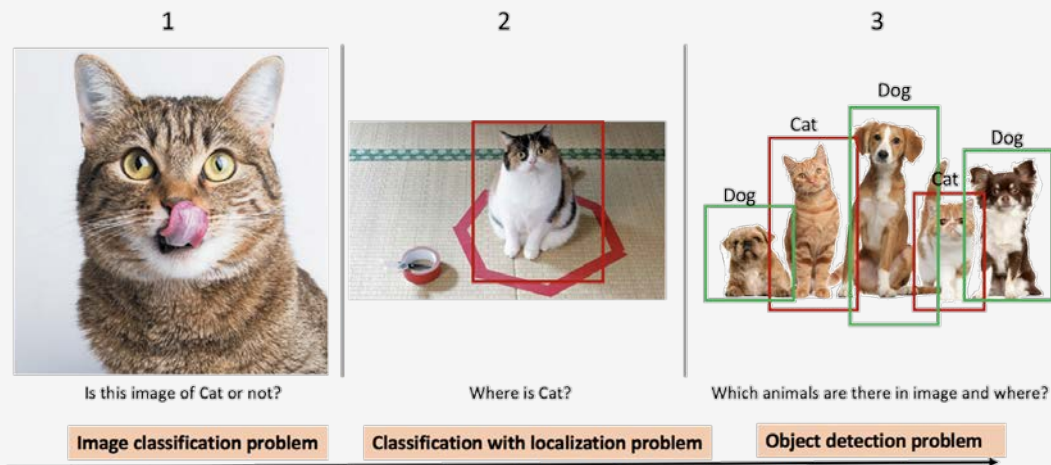 1
2
3
Dog
Cat
Dog
Cat
Dog
Is this image of Cat or not?
Where is Cat?
Which animals are there in image and where?
Image classification problem
Classification with localization problem
Object detection problem